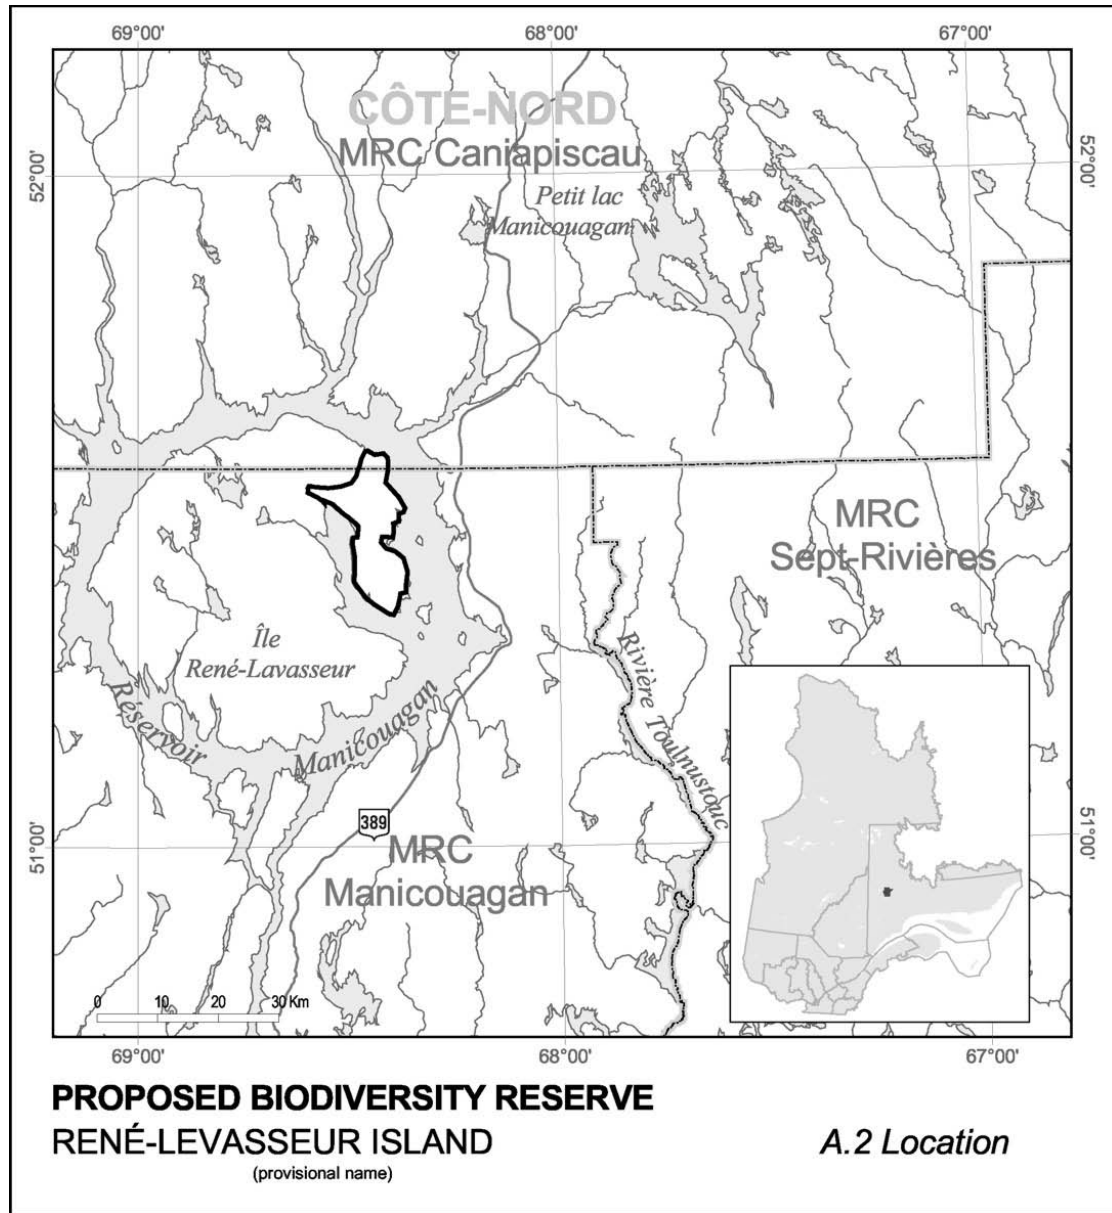 69°00' 68°00' 67°00'
CÔTE-NORD
MRC Caniapiscau
52°00' 52°00'
Petit lac
Manicouagan
MRC
Sept-Rivières
Île
René-Lavasseur
Rivière Toulnustouc
Réservoir Manicouagan
389
51°00' 51°00'
MRC
Manicouagan
0 10 20 30 Km
69°00' 68°00' 67°00'
PROPOSED BIODIVERSITY RESERVE
RENÉ-LEVASSEUR ISLAND A.2 Location
(provisional name)